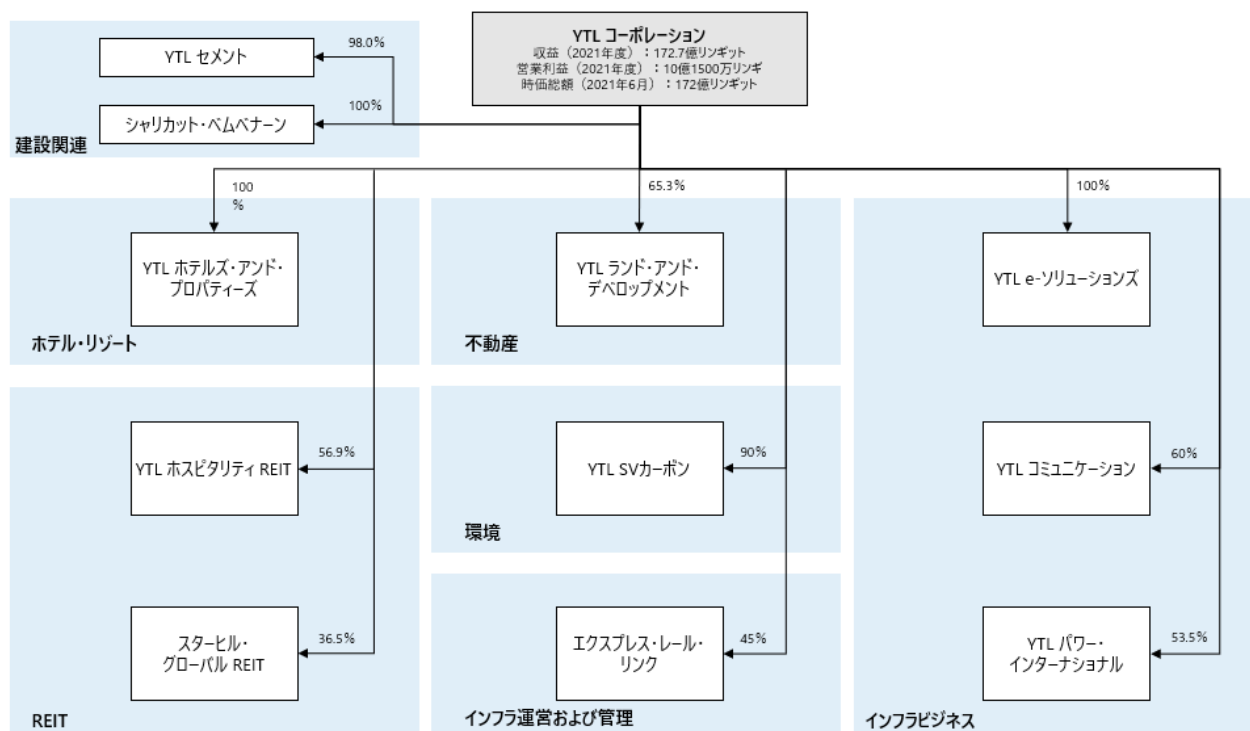 YTL コーポレーション
収益（2021年度）：172.7億リンギット
営業利益（2021年度）：10億1500万リンギ
時価総額（2021年6月）：172億リンギット
YTL セメント
98.0%
シャリカット・ベムベナーン
100%
建設関連
100
%
65.3%
100%
YTL ホテルズ・アンド・
プロパティーズ
ホテル・リゾート
YTL ランド・アンド・
デベロップメント
不動産
YTL e-ソリューションズ
YTL ホスピタリティ REIT
56.9%
YTL SVカーボン
90%
環境
YTL コミュニケーション
60%
スターヒル・
グローバル REIT
36.5%
REIT
エクスプレス・レール・
リンク
45%
インフラ運営および管理
YTL パワー・
インターナショナル
53.5%
インフラビジネス